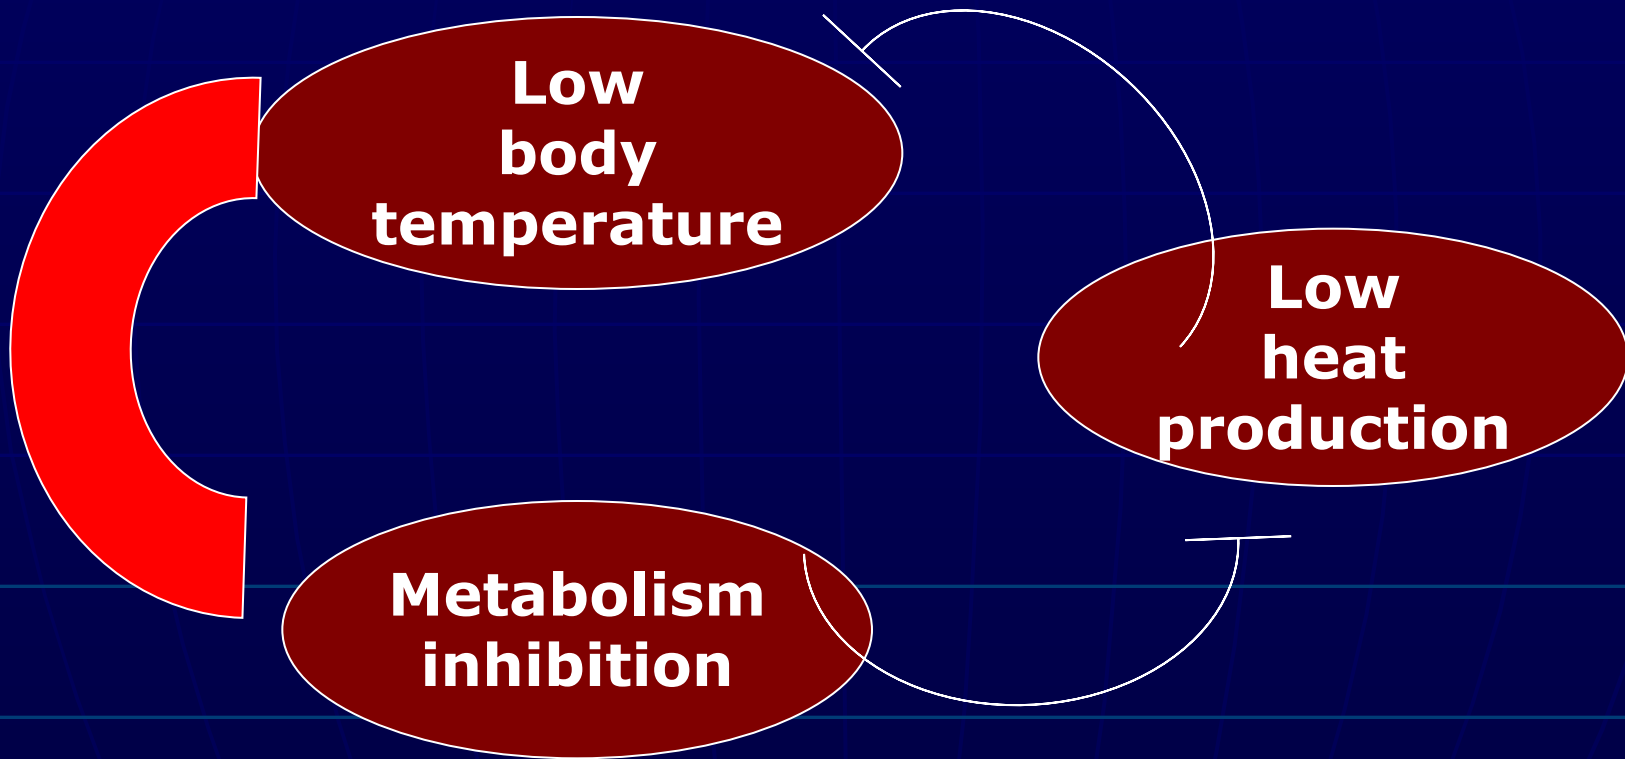 Low
body
temperature
Low
heat
production
Metabolism
inhibition